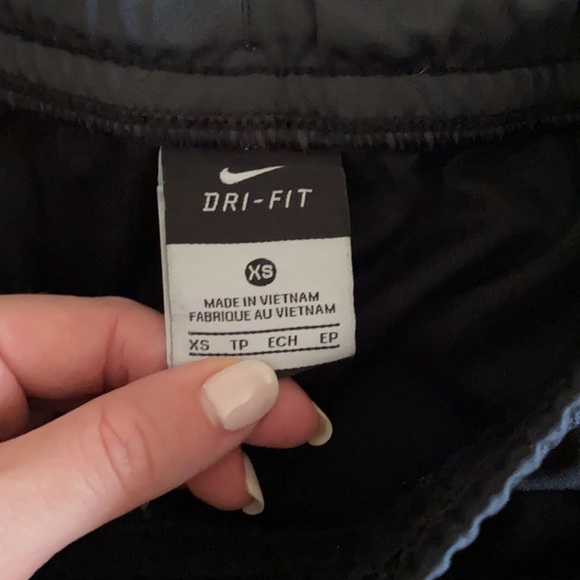 DRI-FIT
XS
MADE IN VIETNAM
FABRIQUE AU VIETNAM
XS TP ECH EP